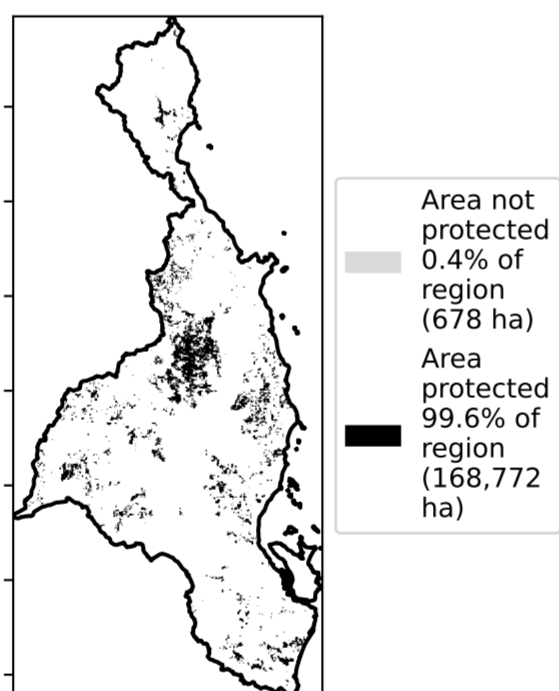 Area not
protected
0.4% of
region
(678 ha)
Area
protected
99.6% of
region
(168,772
ha)